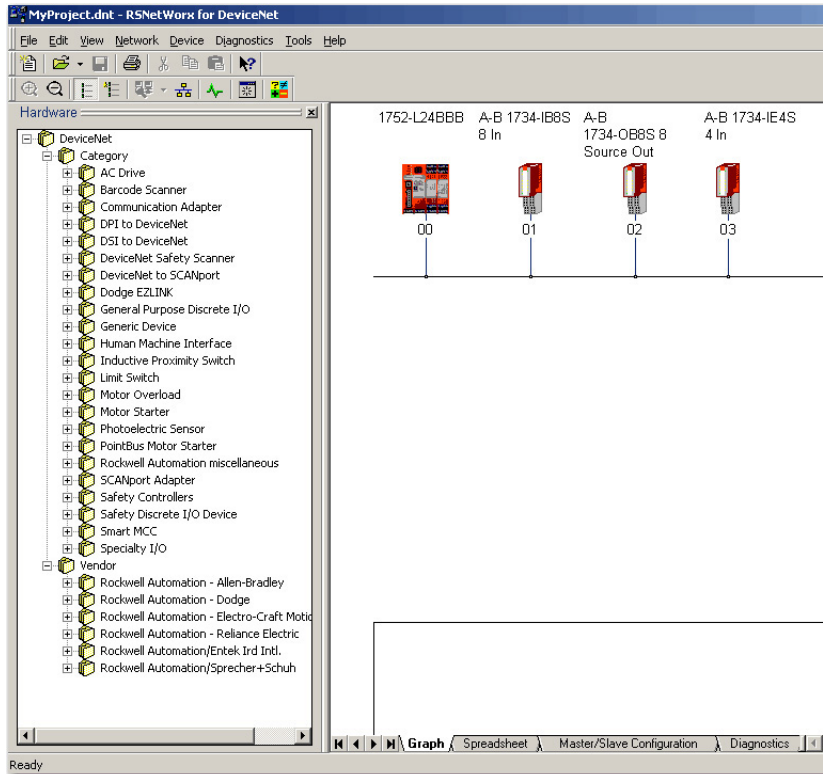 MyProject.dnt - RSNetWorx for DeviceNet
File Edit View Network Device Diagnostics Tools Help
Hardware
DeviceNet
Category
AC Drive
Barcode Scanner
Communication Adapter
DPI to DeviceNet
DSI to DeviceNet
DeviceNet Safety Scanner
DeviceNet to SCANport
Dodge EZLINK
General Purpose Discrete I/O
Generic Device
Human Machine Interface
Inductive Proximity Switch
Limit Switch
Motor Overload
Motor Starter
Photoelectric Sensor
PointBus Motor Starter
Rockwell Automation miscellaneous
SCANport Adapter
Safety Controllers
Safety Discrete I/O Device
Smart MCC
Specialty I/O
Vendor
Rockwell Automation - Allen-Bradley
Rockwell Automation - Dodge
Rockwell Automation - Electro-Craft Motic
Rockwell Automation - Reliance Electric
Rockwell Automation/Entek Ird Intl.
Rockwell Automation/Sprecher+Schuh
1752-L24BBB
00
A-B 1734-IB8S
8 In
01
A-B
1734-OB8S 8
Source Out
02
A-B 1734-IE4S
4 In
03
Graph Spreadsheet Master/Slave Configuration Diagnostics
Ready